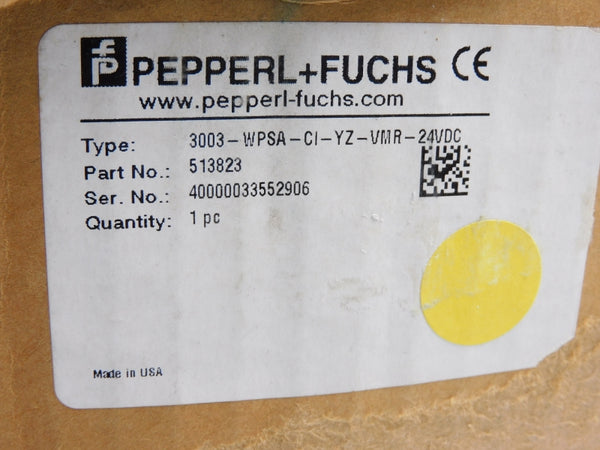 PEPPERL+FUCHS CE
www.pepperl-fuchs.com
Type: 3003-WPSA-CI-YZ-VMR-24VDC
Part No.: 513823
Ser. No.: 40000033552906
Quantity: 1 pc
Made in USA